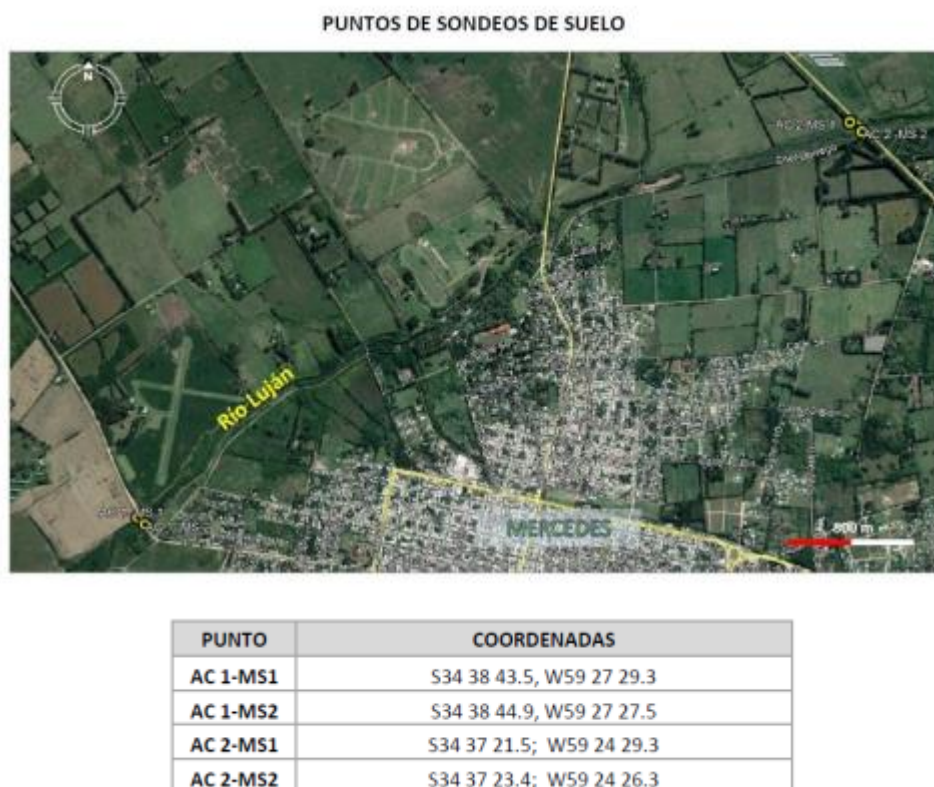 PUNTOS DE SONDEOS DE SUELO
N
AC 2-MS 1
AC 2-MS 2
Río Luján
MERCEDES
800 m
PUNTO COORDENADAS
AC 1-MS1 S34 38 43.5, W59 27 29.3
AC 1-MS2 S34 38 44.9, W59 27 27.5
AC 2-MS1 S34 37 21.5; W59 24 29.3
AC 2-MS2 S34 37 23.4; W59 24 26.3